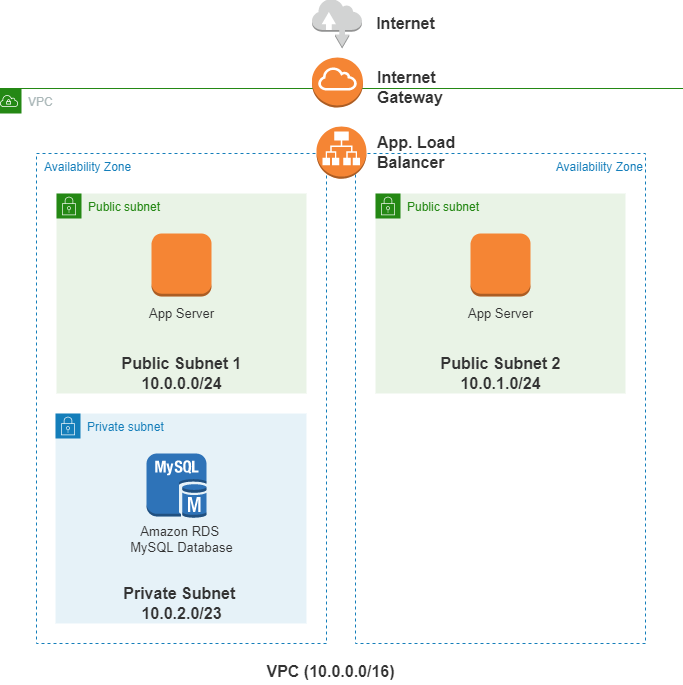 Internet
Internet
Gateway
VPC
App. Load
Balancer
Availability Zone
Availability Zone
Public subnet
Public subnet
App Server
App Server
Public Subnet 1
10.0.0.0/24
Public Subnet 2
10.0.1.0/24
Private subnet
MySQL
M
Amazon RDS
MySQL Database
Private Subnet
10.0.2.0/23
VPC (10.0.0.0/16)